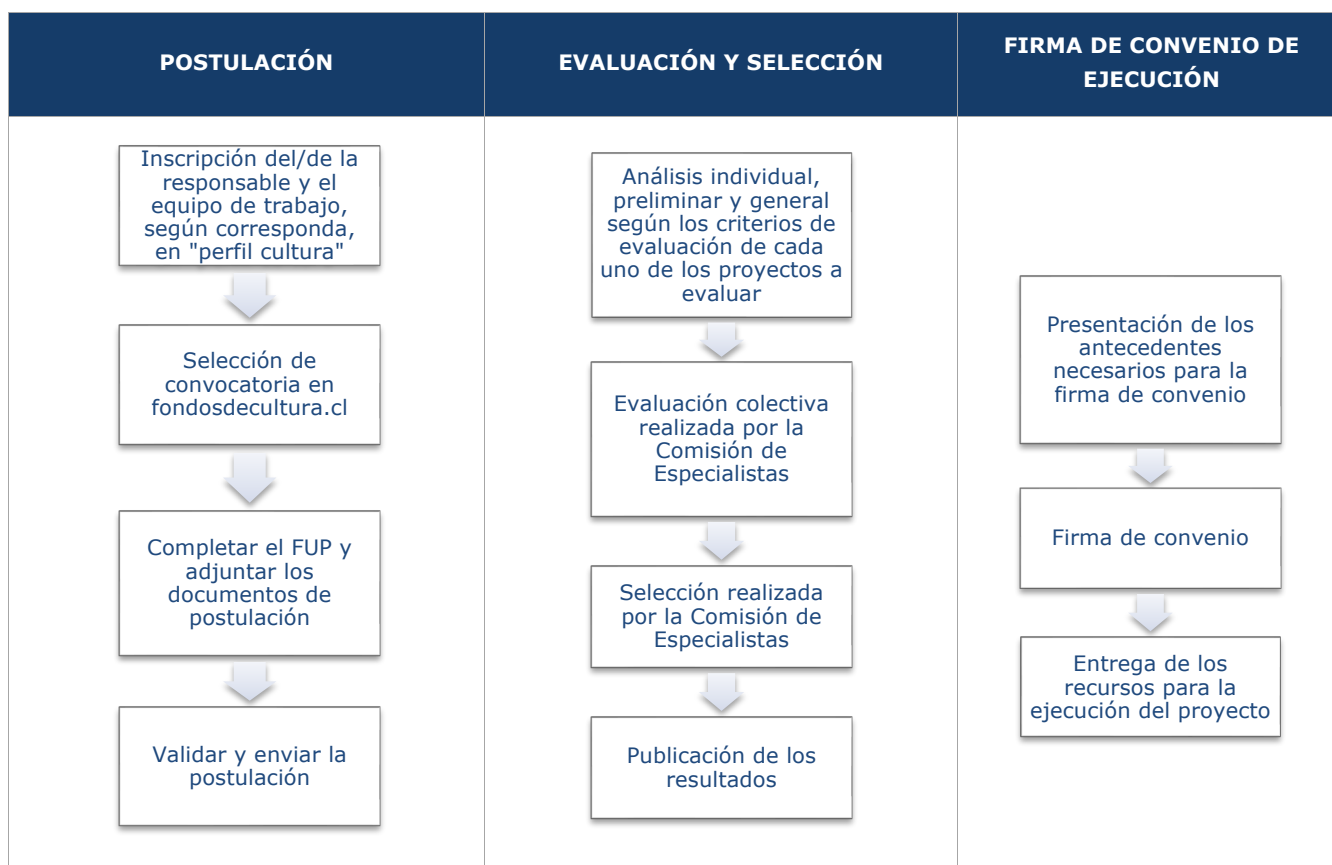 POSTULACIÓN
Inscripción del/de la
responsable y el
equipo de trabajo,
según corresponda,
en "perfil cultura"
Selección de
convocatoria en
fondosdecultura.cl
Completar el FUP y
adjuntar los
documentos de
postulación
Validar y enviar la
postulación
EVALUACIÓN Y SELECCIÓN
Análisis individual,
preliminar y general
según los criterios de
evaluación de cada
uno de los proyectos a
evaluar
Evaluación colectiva
realizada por la
Comisión de
Especialistas
Selección realizada
por la Comisión de
Especialistas
Publicación de los
resultados
FIRMA DE CONVENIO DE
EJECUCIÓN
Presentación de los
antecedentes
necesarios para la
firma de convenio
Firma de convenio
Entrega de los
recursos para la
ejecución del proyecto